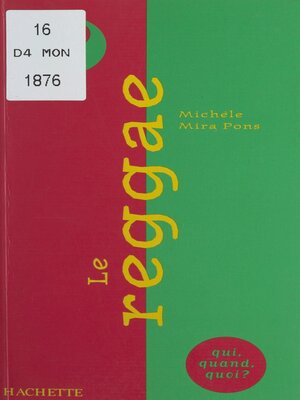 16
D4 MON
1876
Michèle
Mira Pons
Le
reggae
qui,
quand,
quoi?
HACHETTE